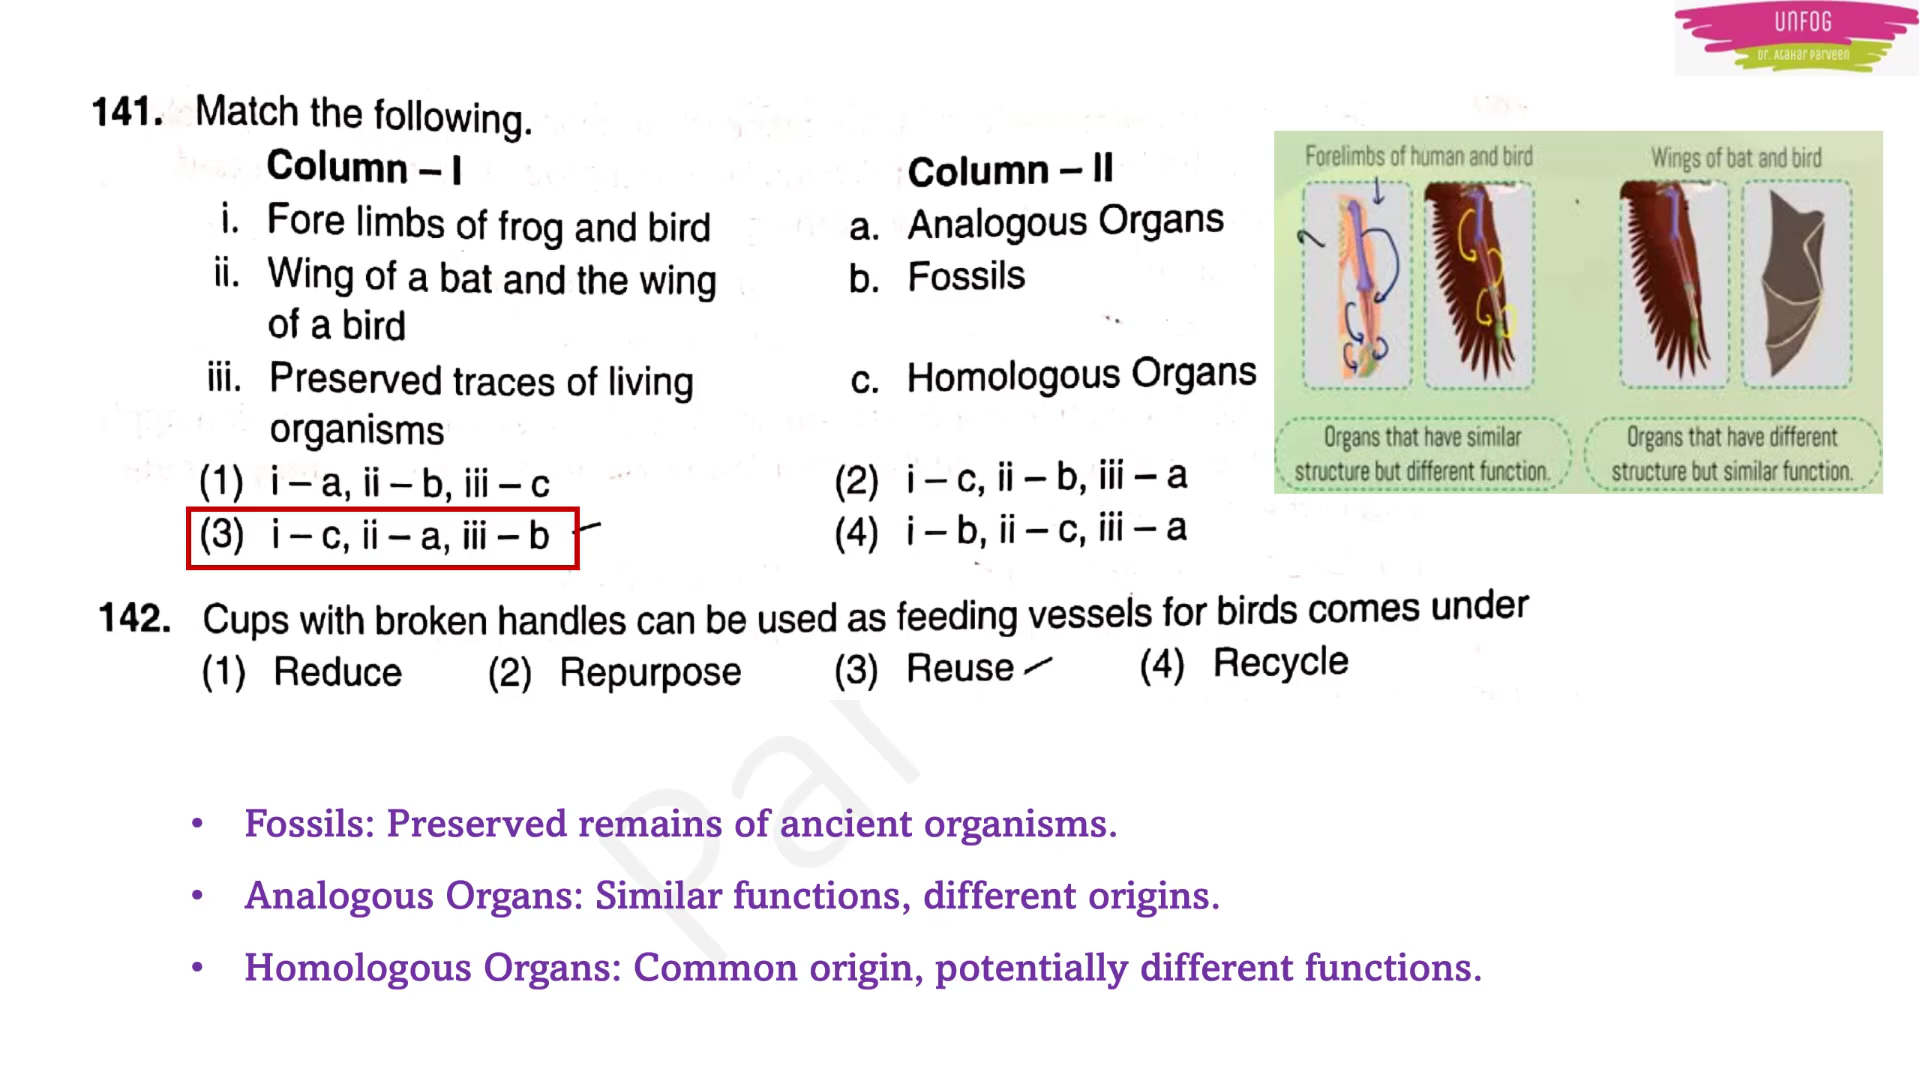 UNFOG
Dr. Atahar Parveen
141. Match the following.
Column – I
Column – II
i. Fore limbs of frog and bird
a. Analogous Organs
ii. Wing of a bat and the wing
of a bird
b. Fossils
iii. Preserved traces of living
organisms
c. Homologous Organs
(1) i – a, ii – b, iii – c
(2) i – c, ii – b, iii – a
(3) i – c, ii – a, iii – b
(4) i – b, ii – c, iii – a
Forelimbs of human and bird
Wings of bat and bird
Organs that have similar
structure but different function.
Organs that have different
structure but similar function.
142. Cups with broken handles can be used as feeding vessels for birds comes under
(1) Reduce (2) Repurpose (3) Reuse (4) Recycle
Par
• Fossils: Preserved remains of ancient organisms.
• Analogous Organs: Similar functions, different origins.
• Homologous Organs: Common origin, potentially different functions.